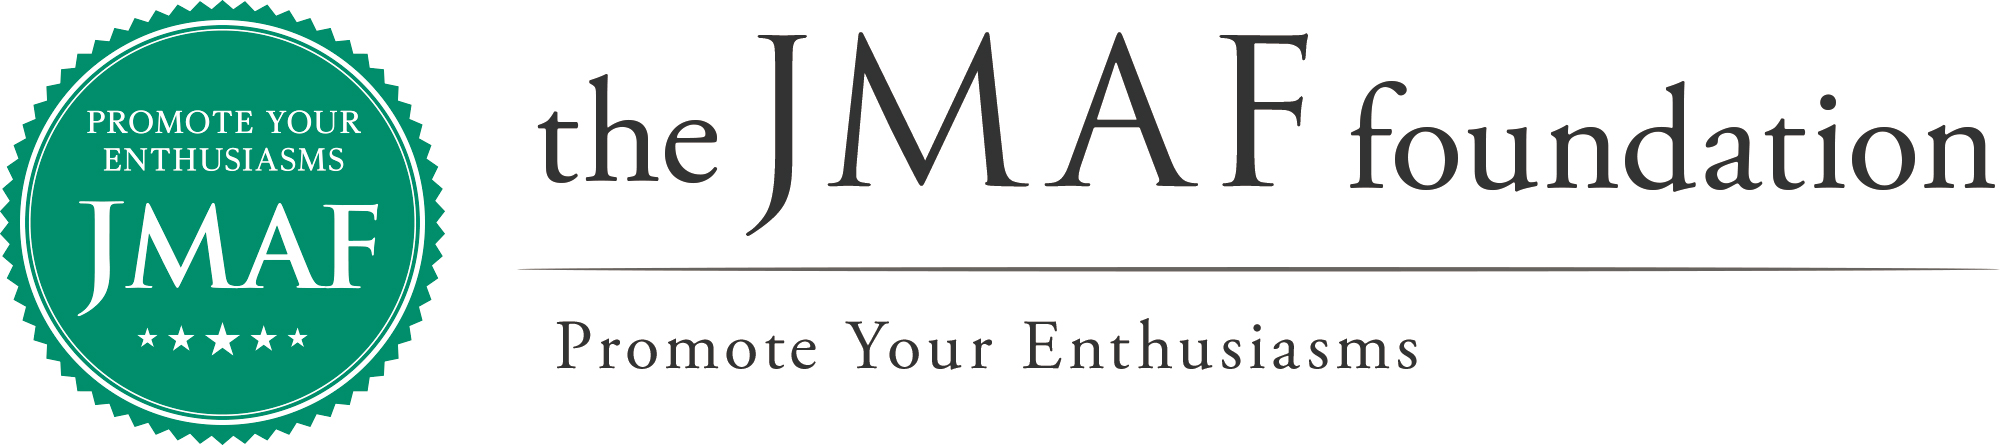 PROMOTE YOUR
ENTHUSIASMS
JMAF
the JMAF foundation
Promote Your Enthusiasms